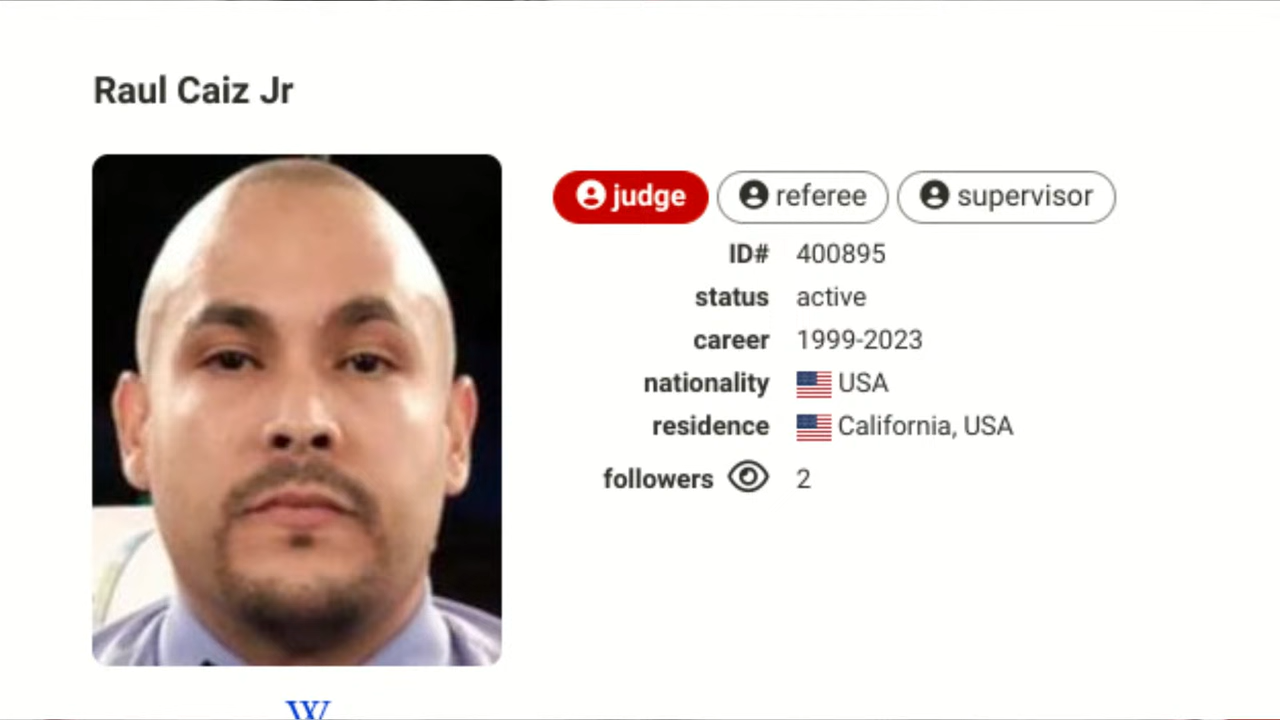 Raul Caiz Jr
judge referee supervisor
ID# 400895
status active
career 1999-2023
nationality USA
residence California, USA
followers 2
W